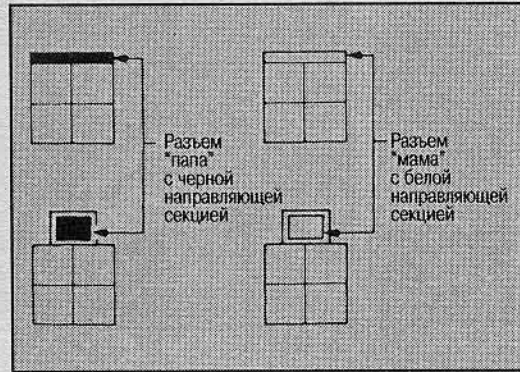 Разъем
"папа"
с черной
направляющей
секцией
Разъем
"мама"
с белой
направляющей
секцией